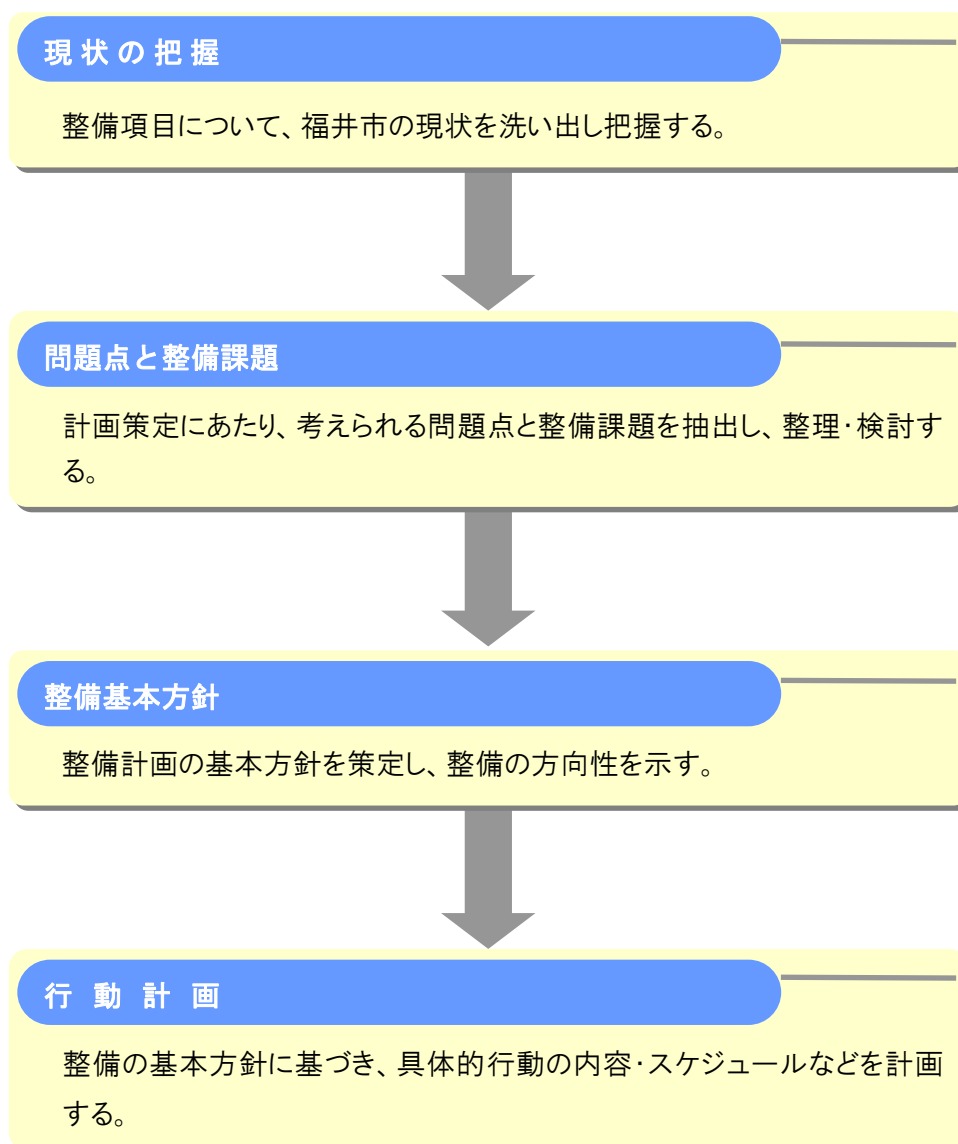 現状の把握
整備項目について、福井市の現状を洗い出し把握する。
問題点と整備課題
計画策定にあたり、考えられる問題点と整備課題を抽出し、整理・検討す
る。
整備基本方針
整備計画の基本方針を策定し、整備の方向性を示す。
行動計画
整備の基本方針に基づき、具体的行動の内容・スケジュールなどを計画
する。